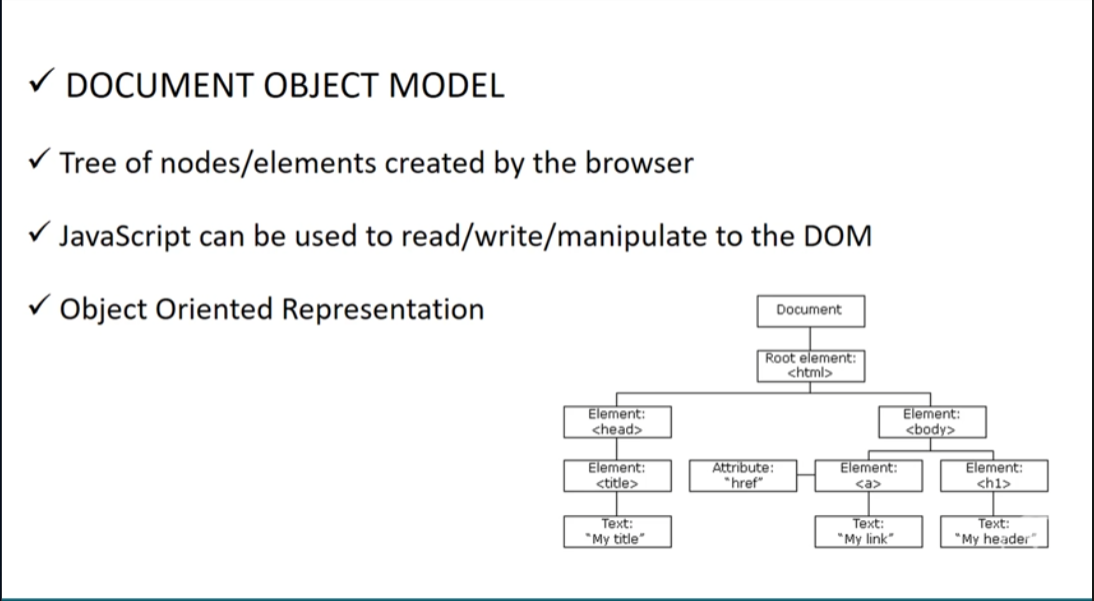 ✓ DOCUMENT OBJECT MODEL
✓ Tree of nodes/elements created by the browser
✓ JavaScript can be used to read/write/manipulate to the DOM
✓ Object Oriented Representation
Document
Root element:
<html>
Element:
<head>
Element:
<body>
Element:
<title>
Attribute:
"href"
Element:
<a>
Element:
<h1>
Text:
"My title"
Text:
"My link"
Text:
"My header"